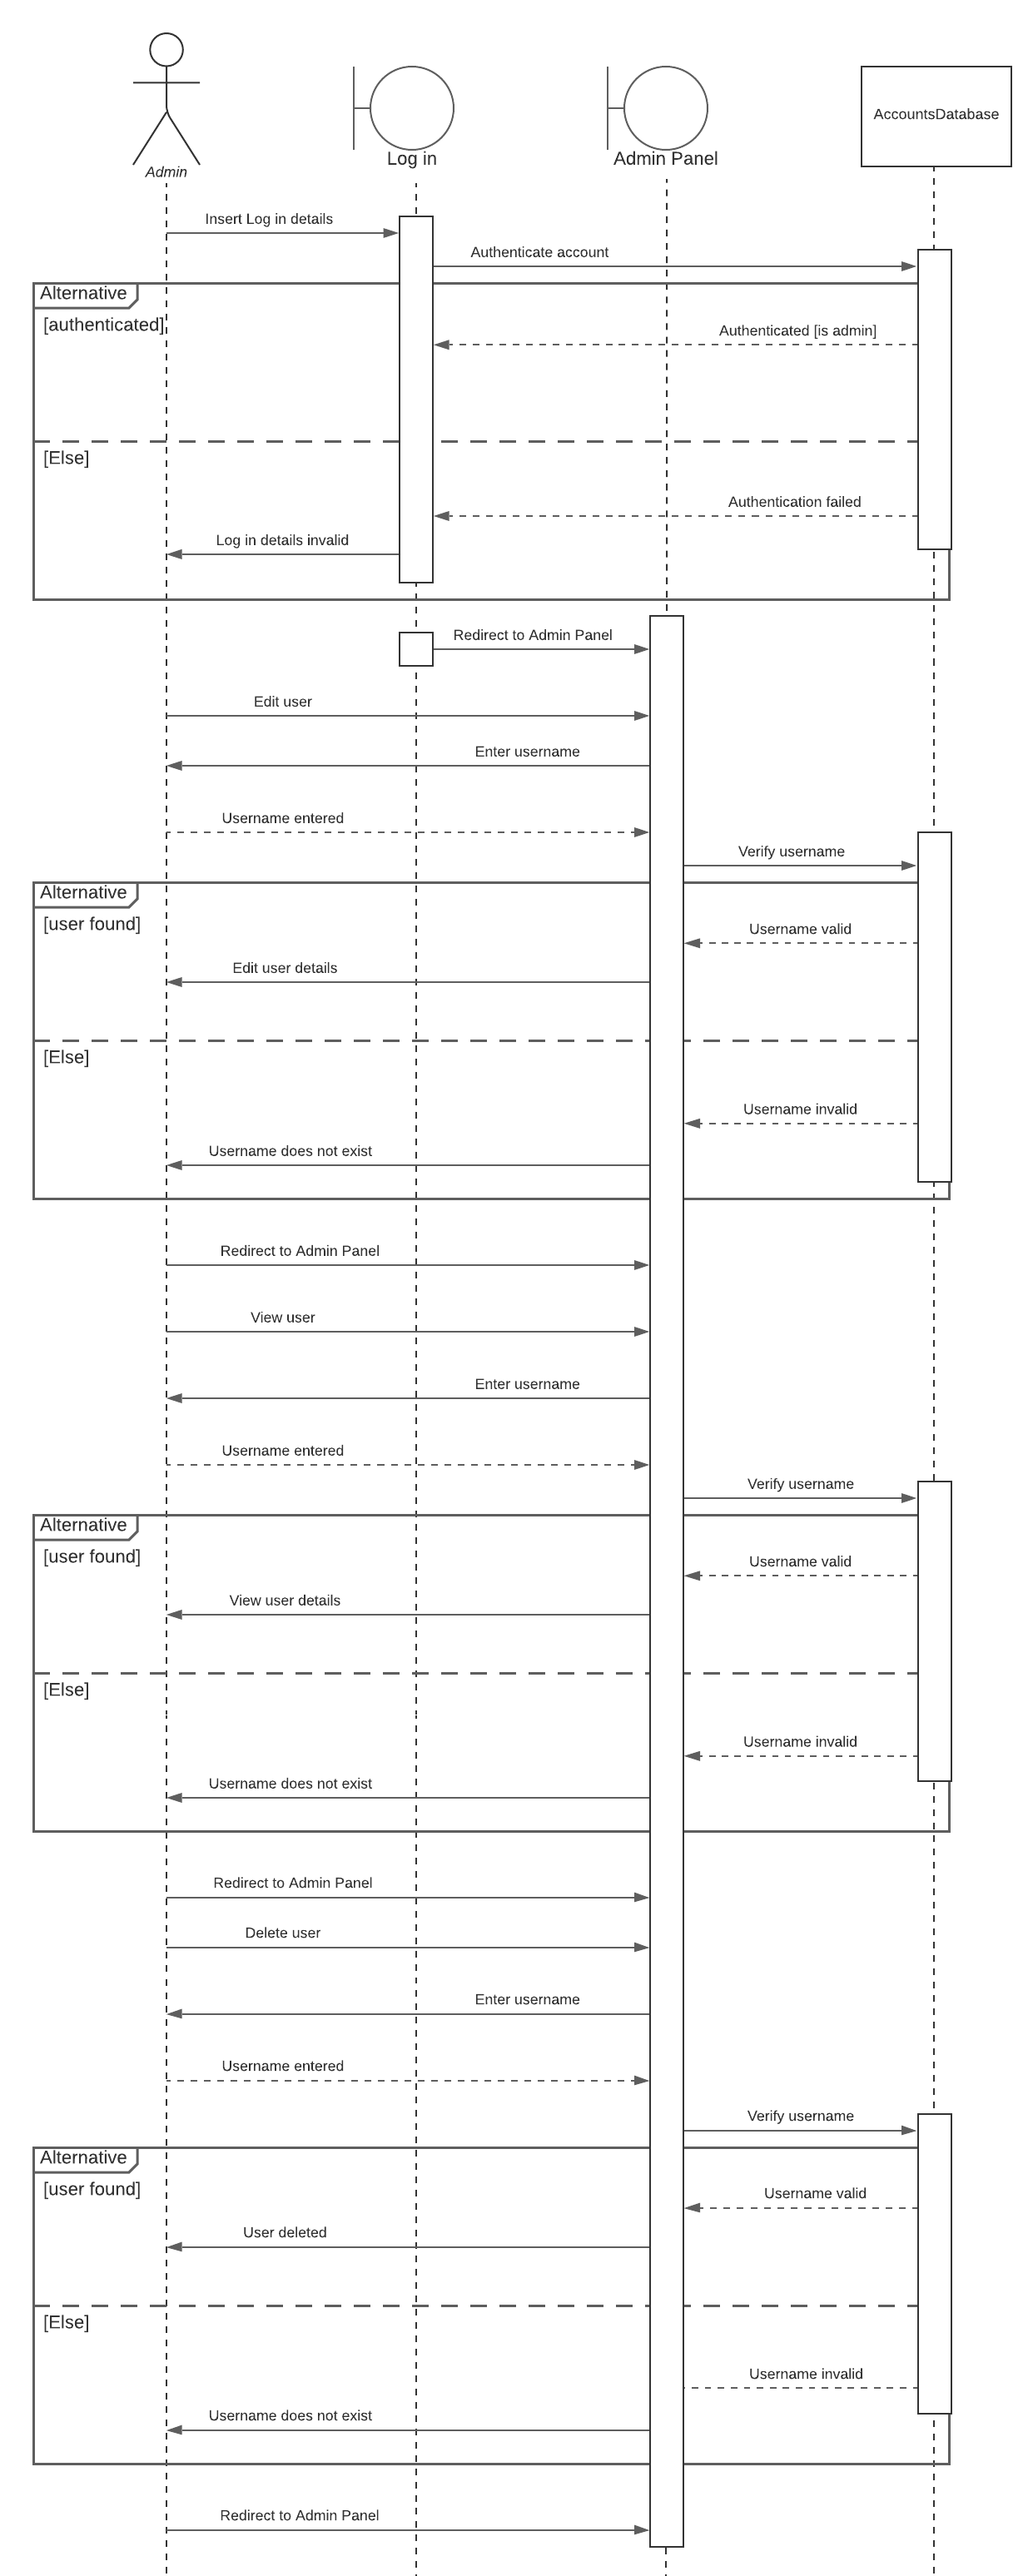 AccountsDatabase
Log in
Admin Panel
Admin
Insert Log in details
Authenticate account
Alternative
[authenticated]
Authenticated [is admin]
[Else]
Authentication failed
Log in details invalid
Redirect to Admin Panel
Edit user
Enter username
Username entered
Verify username
Alternative
[user found]
Username valid
Edit user details
[Else]
Username invalid
Username does not exist
Redirect to Admin Panel
View user
Enter username
Username entered
Verify username
Alternative
[user found]
Username valid
View user details
[Else]
Username invalid
Username does not exist
Redirect to Admin Panel
Delete user
Enter username
Username entered
Verify username
Alternative
[user found]
Username valid
User deleted
[Else]
Username invalid
Username does not exist
Redirect to Admin Panel